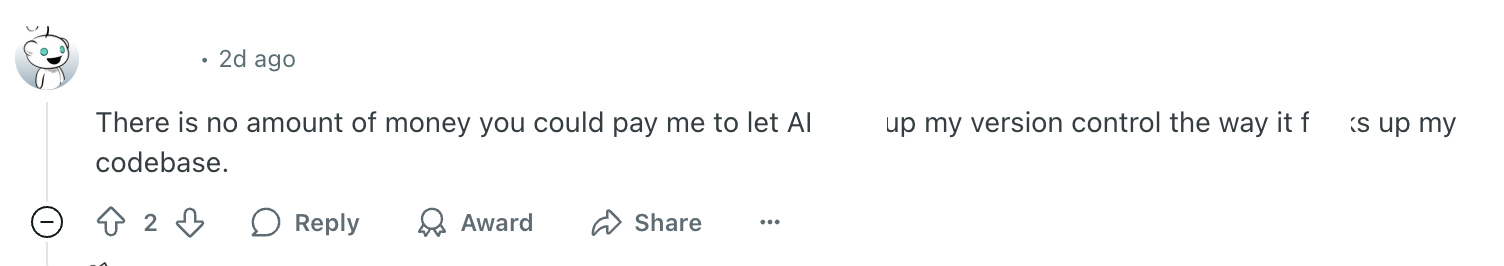 • 2d ago
There is no amount of money you could pay me to let AI up my version control the way it f ks up my
codebase.
2 Reply Award Share ...